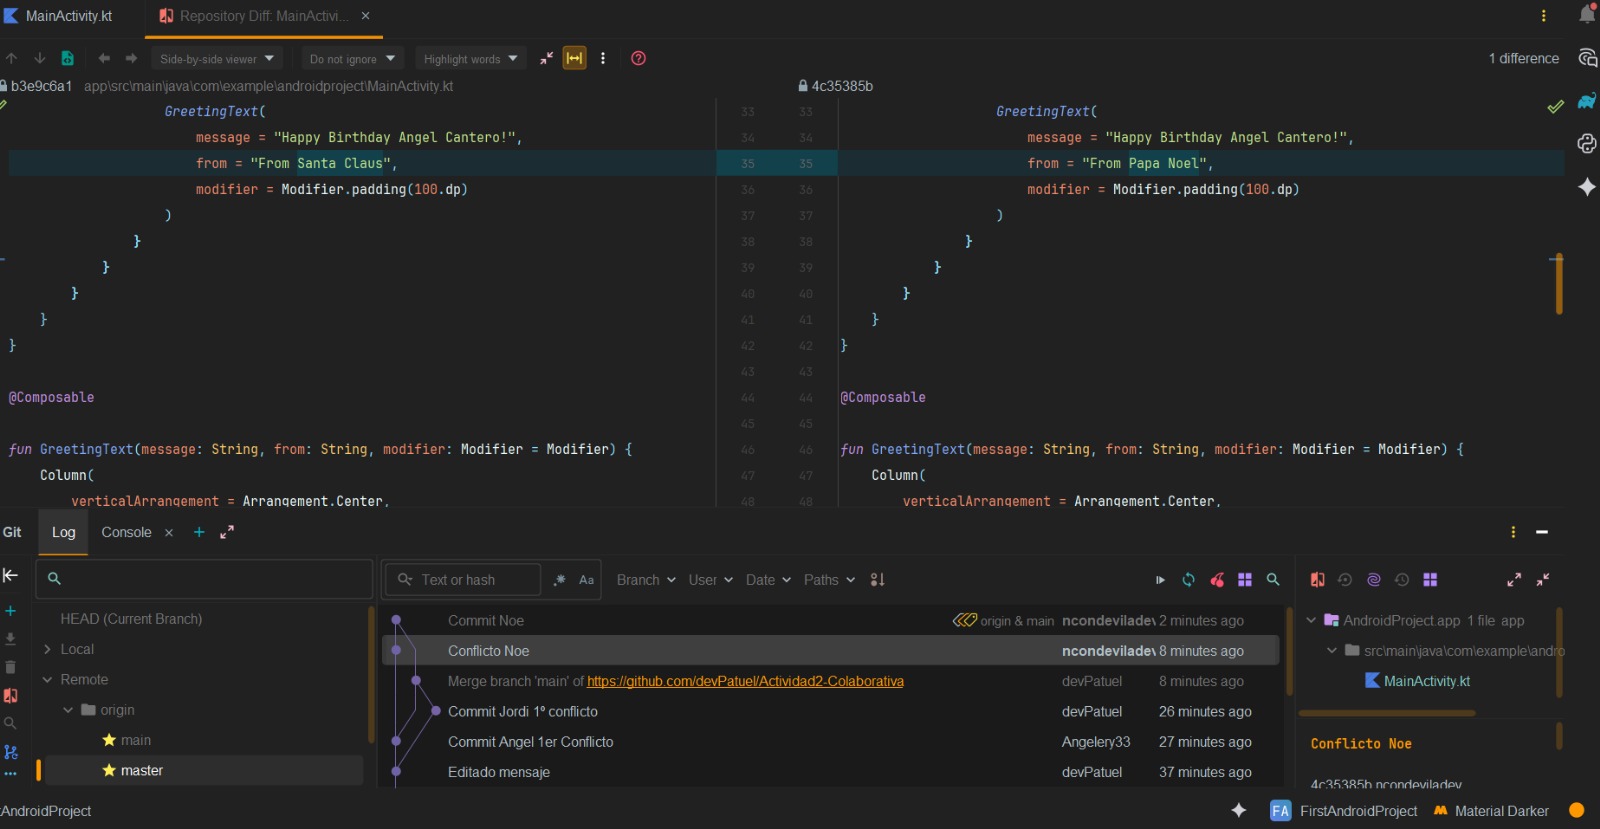 MainActivity.kt
Repository Diff: MainActivi...
Side-by-side viewer
Do not ignore
Highlight words
1 difference
b3e9c6a1 app\src\main\java\com\example\androidproject\MainActivity.kt
4c35385b
GreetingText( 33 33 GreetingText(
message = "Happy Birthday Angel Cantero!", 34 34 message = "Happy Birthday Angel Cantero!",
from = "From Santa Claus", 35 35 from = "From Papa Noel",
modifier = Modifier.padding(100.dp) 36 36 modifier = Modifier.padding(100.dp)
) 37 37 )
} 38 38 }
} 39 39 }
} 40 40 }
} 41 41 }
} 42 42 }
43 43
@Composable 44 44 @Composable
45 45
fun GreetingText(message: String, from: String, modifier: Modifier = Modifier) { 46 46 fun GreetingText(message: String, from: String, modifier: Modifier = Modifier) {
Column( 47 47 Column(
verticalArrangement = Arrangement.Center, 48 48 verticalArrangement = Arrangement.Center,
Git Log Console
Text or hash
Aa
Branch User Date Paths
HEAD (Current Branch)
Local
Remote
origin
main
master
Commit Noe origin & main ncondeviladev 2 minutes ago
Conflicto Noe ncondeviladev 8 minutes ago
Merge branch 'main' of https://github.com/devPatuel/Actividad2-Colaborativa devPatuel 8 minutes ago
Commit Jordi 1º conflicto devPatuel 26 minutes ago
Commit Angel 1er Conflicto Angelery33 27 minutes ago
Editado mensaje devPatuel 37 minutes ago
AndroidProject.app 1 file app
src\main\java\com\example\andro
MainActivity.kt
Conflicto Noe
4c35385b ncondeviladev
AndroidProject
FA FirstAndroidProject Material Darker